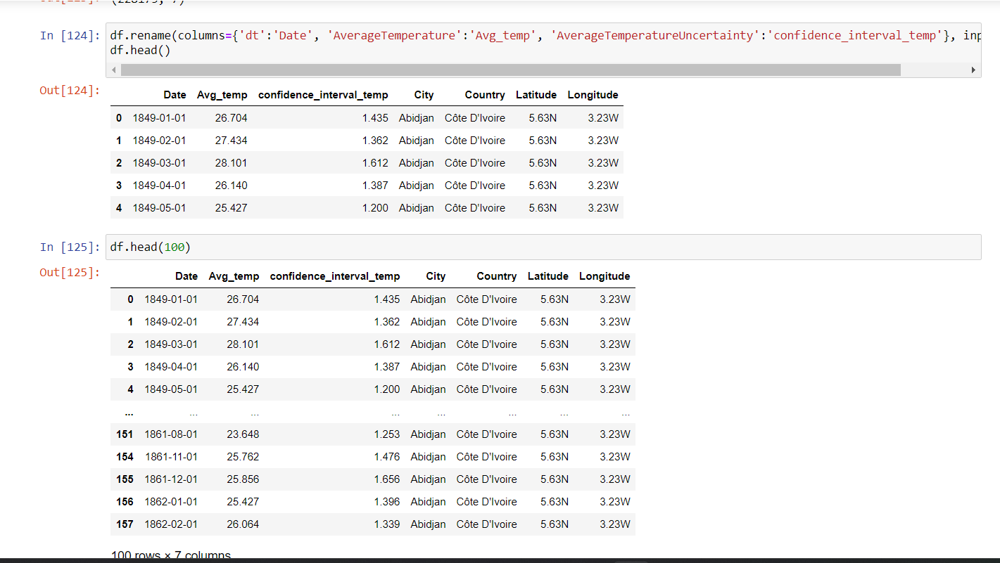 In [124]: df.rename(columns={'dt':'Date', 'AverageTemperature':'Avg_temp', 'AverageTemperatureUncertainty':'confidence_interval_temp'}, inp
df.head()
Out[124]:
Date Avg_temp confidence_interval_temp City Country Latitude Longitude
0 1849-01-01 26.704 1.435 Abidjan Côte D'Ivoire 5.63N 3.23W
1 1849-02-01 27.434 1.362 Abidjan Côte D'Ivoire 5.63N 3.23W
2 1849-03-01 28.101 1.612 Abidjan Côte D'Ivoire 5.63N 3.23W
3 1849-04-01 26.140 1.387 Abidjan Côte D'Ivoire 5.63N 3.23W
4 1849-05-01 25.427 1.200 Abidjan Côte D'Ivoire 5.63N 3.23W
In [125]: df.head(100)
Out[125]:
Date Avg_temp confidence_interval_temp City Country Latitude Longitude
0 1849-01-01 26.704 1.435 Abidjan Côte D'Ivoire 5.63N 3.23W
1 1849-02-01 27.434 1.362 Abidjan Côte D'Ivoire 5.63N 3.23W
2 1849-03-01 28.101 1.612 Abidjan Côte D'Ivoire 5.63N 3.23W
3 1849-04-01 26.140 1.387 Abidjan Côte D'Ivoire 5.63N 3.23W
4 1849-05-01 25.427 1.200 Abidjan Côte D'Ivoire 5.63N 3.23W
... ... ... ... ... ... ... ...
151 1861-08-01 23.648 1.253 Abidjan Côte D'Ivoire 5.63N 3.23W
154 1861-11-01 25.762 1.476 Abidjan Côte D'Ivoire 5.63N 3.23W
155 1861-12-01 25.856 1.656 Abidjan Côte D'Ivoire 5.63N 3.23W
156 1862-01-01 25.427 1.396 Abidjan Côte D'Ivoire 5.63N 3.23W
157 1862-02-01 26.064 1.339 Abidjan Côte D'Ivoire 5.63N 3.23W
100 rows × 7 columns